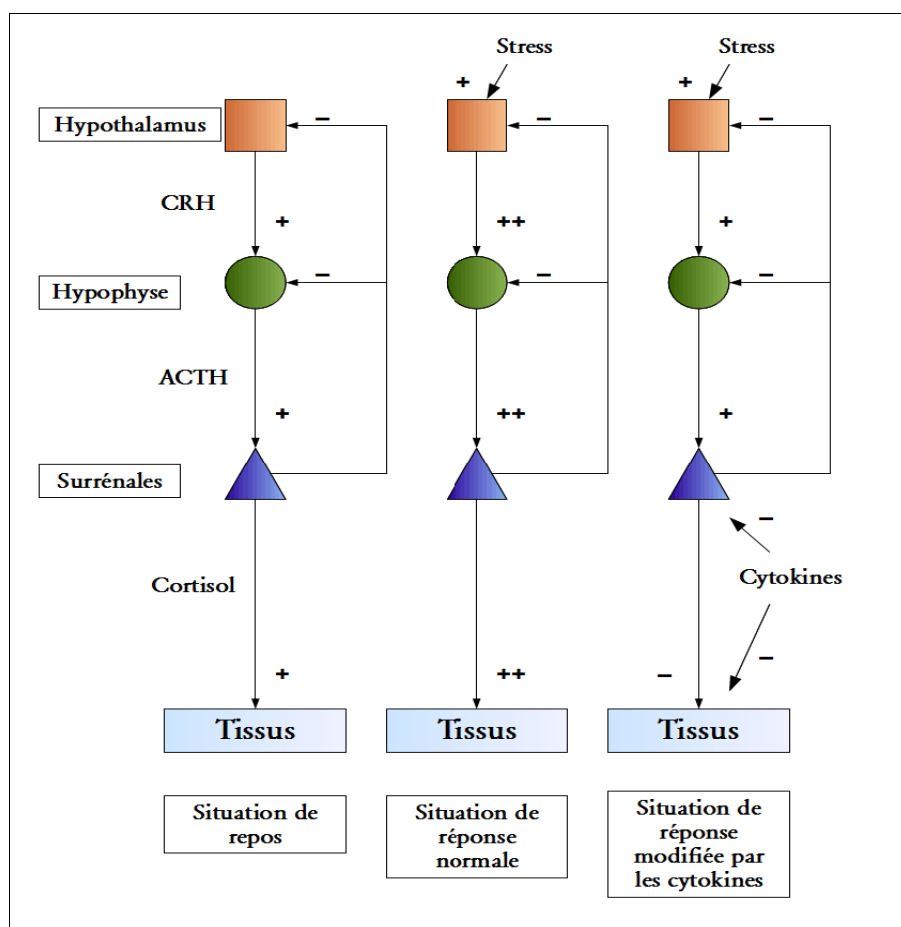 Stress
Stress
+
+
Hypothalamus
–
–
–
CRH
+
++
+
Hypophyse
–
–
–
ACTH
+
++
+
Surrénales
–
Cortisol
Cytokines
+
++
–
–
Tissus
Tissus
Tissus
Situation de
repos
Situation de
réponse
normale
Situation de
réponse
modifiée par
les cytokines